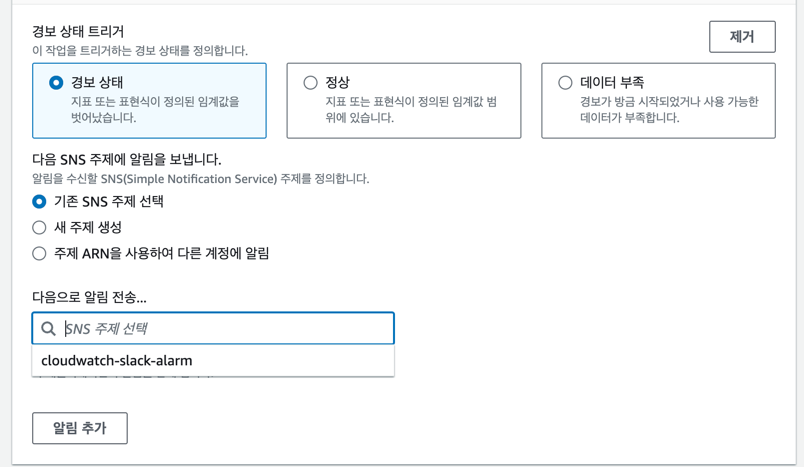 경보 상태 트리거
이 작업을 트리거하는 경보 상태를 정의합니다.
제거
경보 상태
지표 또는 표현식이 정의된 임계값을
벗어났습니다.
정상
지표 또는 표현식이 정의된 임계값 범
위에 있습니다.
데이터 부족
경보가 방금 시작되었거나 사용 가능한
데이터가 부족합니다.
다음 SNS 주제에 알림을 보냅니다.
알림을 수신할 SNS(Simple Notification Service) 주제를 정의합니다.
기존 SNS 주제 선택
새 주제 생성
주제 ARN을 사용하여 다른 계정에 알림
다음으로 알림 전송...
SNS 주제 선택
cloudwatch-slack-alarm
알림 추가